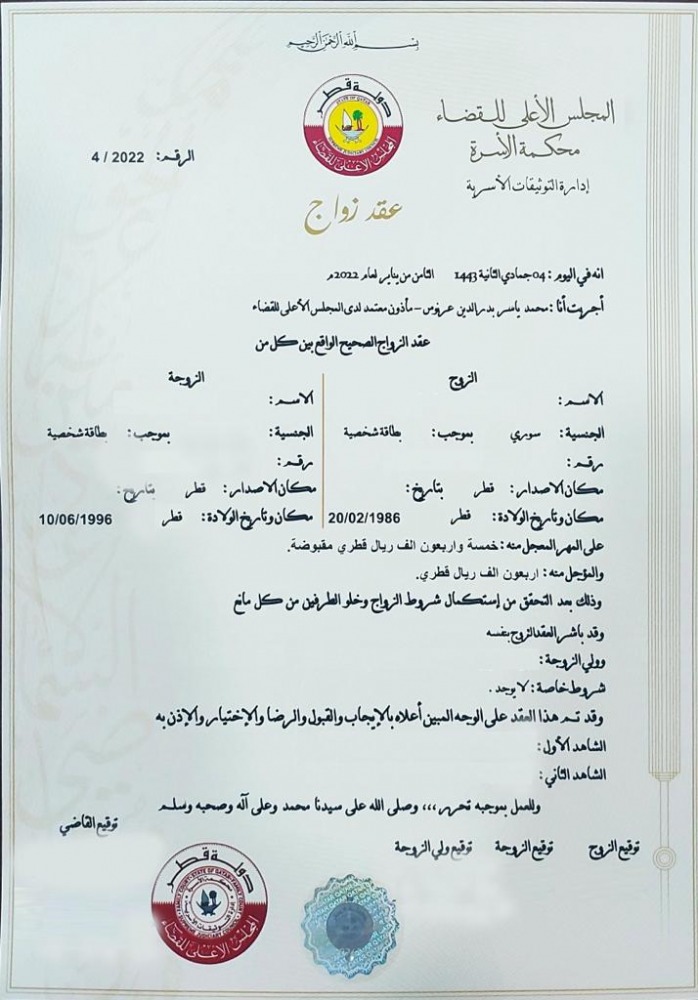 بسم الله الرحمن الرحيم
المجلس الأعلى للقضاء
محكمة الأسرة
إدارة التوثيقات الأسرية
دولة قطر
STATE OF QATAR
المجلس الأعلى للقضاء
الرقم: 4 / 2022
عقد زواج
انه في اليوم : 04 جمادي الثانية 1443 الثامن من يناير لعام 2022م
أجريت أنا : محمد ياسر بدرالدين عرنوس - مأذون معتمد لدى المجلس الأعلى للقضاء
عقد الزواج الصحيح الواقع بين كل من
الزوج
الاسم :
الجنسية : سوري بموجب : بطاقة شخصية
رقم :
مكان الاصدار : قطر بتاريخ :
مكان وتاريخ الولادة : قطر 20/02/1986
الزوجة
الاسم :
الجنسية : بموجب : بطاقة شخصية
رقم :
مكان الاصدار : قطر بتاريخ :
مكان وتاريخ الولادة : قطر 10/06/1996
على المهر المعجل منه : خمسة واربعون الف ريال قطري مقبوضة.
والمؤجل منه : اربعون الف ريال قطري.
وذلك بعد التحقق من إستكمال شروط الزواج وخلو الطرفين من كل مانع
وقد باشر العقد الزوج بنفسه
وولي الزوجة :
شروط خاصة : لا يوجد .
وقد تم هذا العقد على الوجه المبين أعلاه بالإيجاب والقبول والرضا والإختيار والإذن به
الشاهد الأول :
الشاهد الثاني :
وللعمل بموجبه تحرير ،،، وصلى الله على سيدنا محمد وعلى آله وصحبه وسلم
توقيع الزوج توقيع الزوجة توقيع ولي الزوجة توقيع القاضي
دولة قطر
المجلس الأعلى للقضاء